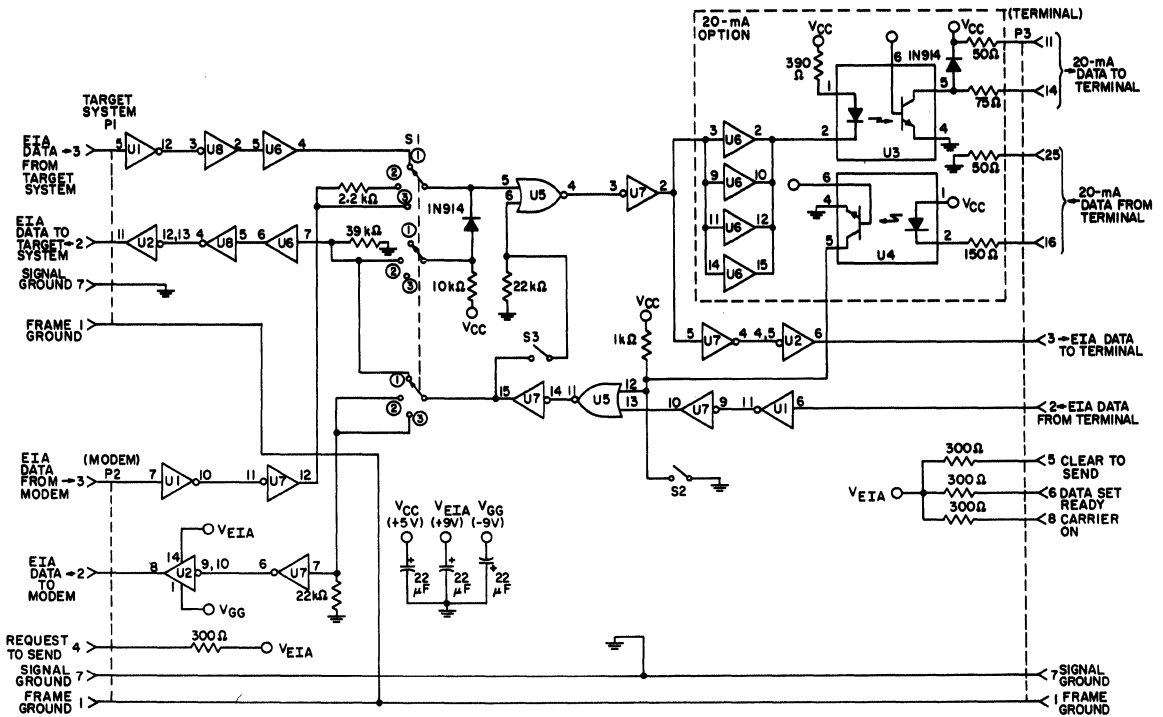 20-mA
OPTION
(TERMINAL)
VCC
390
Ω
1
2
6
1N914
5
4
U3
VCC
50Ω
75Ω
P3
11
14
20-mA
DATA TO
TERMINAL
50Ω
25
20-mA
DATA FROM
TERMINAL
6
4
5
U4
1
VCC
2
150Ω
16
TARGET
SYSTEM
P1
EIA
DATA
FROM
TARGET
SYSTEM
3
5
U1
12
3
U8
2
5
U6
4
S1
①
②
③
2.2 kΩ
1N914
5
6
U5
4
3
U7
2
3
U6
2
9
U6
10
11
U6
12
14
U6
15
EIA
DATA TO
TARGET
SYSTEM
2
11
U2
12,13
4
U8
5
6
U6
7
39kΩ
①
②
③
10kΩ
VCC
22kΩ
SIGNAL
GROUND 7
FRAME 1
GROUND
S3
VCC
1kΩ
5
U7
4
4,5
U2
6
3
EIA DATA
TO TERMINAL
①
②
③
15
U7
14
11
U5
12
13
10
U7
9
11
U1
6
2
EIA DATA
FROM TERMINAL
S2
EIA
DATA
FROM
MODEM
3
(MODEM)
P2
7
U1
10
11
U7
12
VEIA
300Ω
5 CLEAR TO
SEND
300Ω
6 DATA SET
READY
300Ω
8 CARRIER
ON
VCC
(+5V)
VEIA
(+9V)
VGG
(-9V)
+
22
µF
+
22
µF
+
22
µF
EIA
DATA
TO
MODEM
2
8
14
VEIA
U2
1
VGG
9,10
6
U7
7
22kΩ
REQUEST
TO SEND
4
300Ω
VEIA
SIGNAL
GROUND
7
7 SIGNAL
GROUND
FRAME
GROUND
1
1 FRAME
GROUND